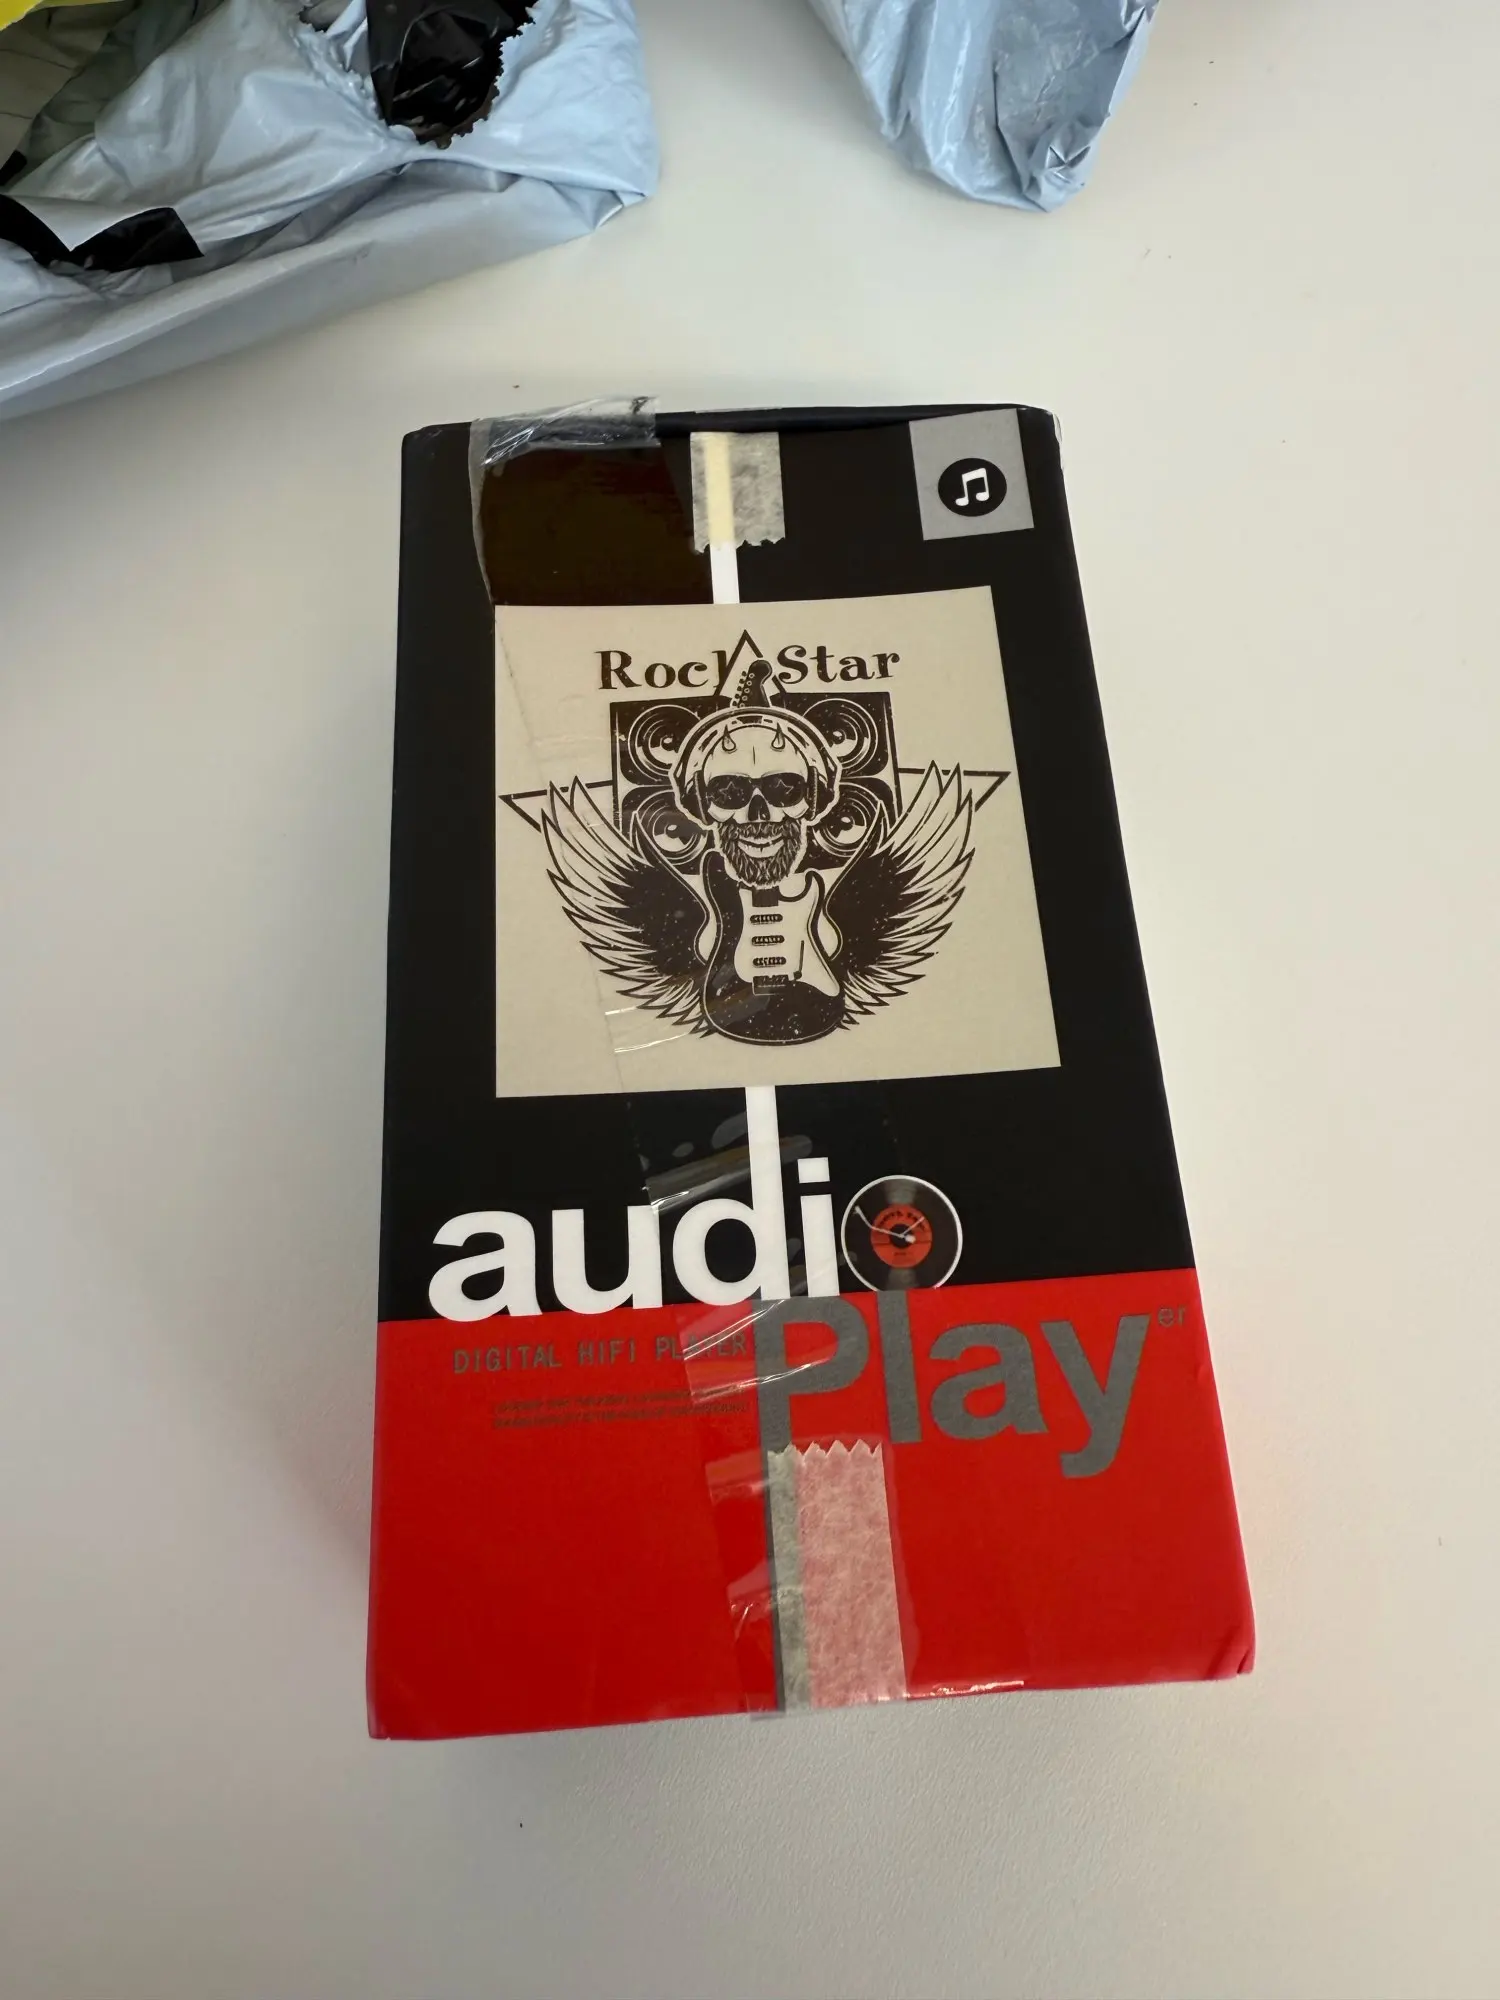 Rock Star
audio
Player
DIGITAL HIFI PLAYER